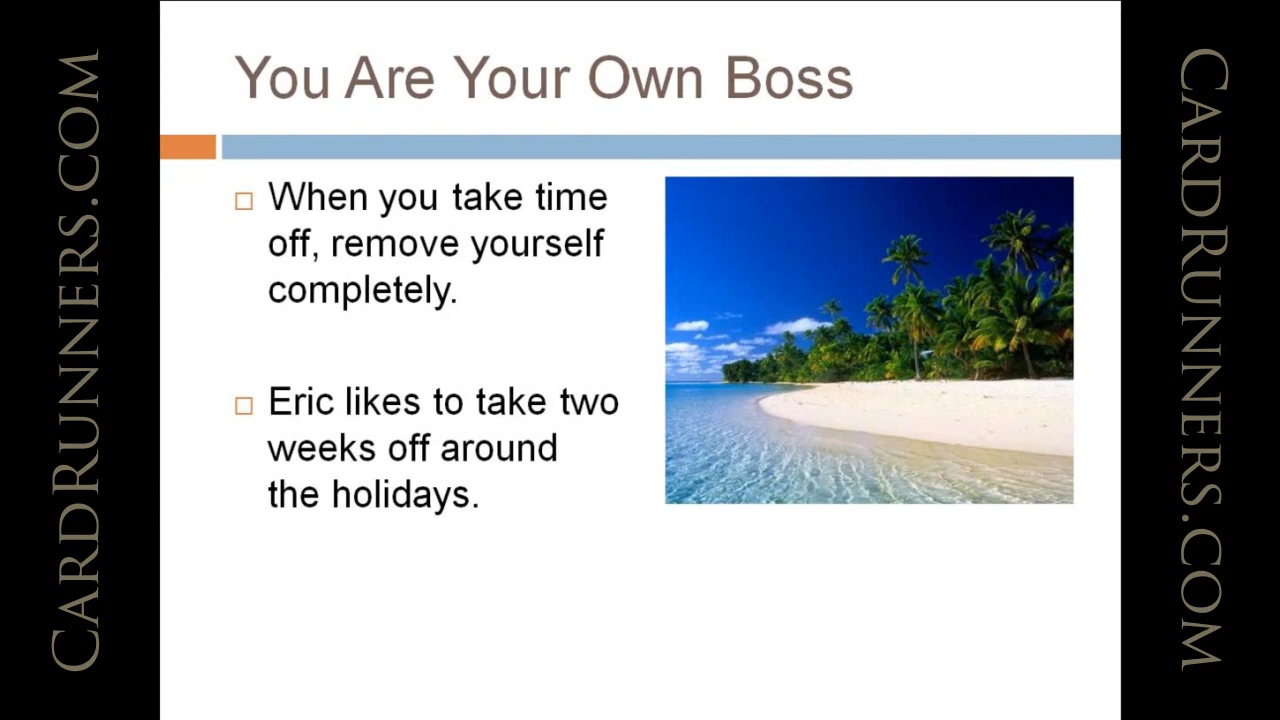 You Are Your Own Boss
When you take time
off, remove yourself
completely.
Eric likes to take two
weeks off around
the holidays.
CARDRUNNERS.COM
CARDRUNNERS.COM